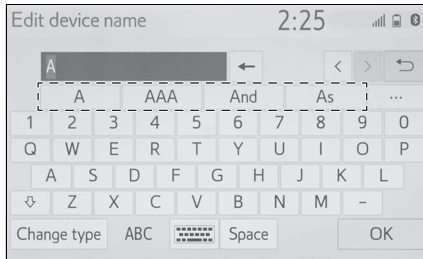 Edit device name 2:25
A ← < >
A AAA And As ...
1 2 3 4 5 6 7 8 9 0
Q W E R T Y U I O P
A S D F G H J K L
Z X C V B N M -
Change type ABC Space OK